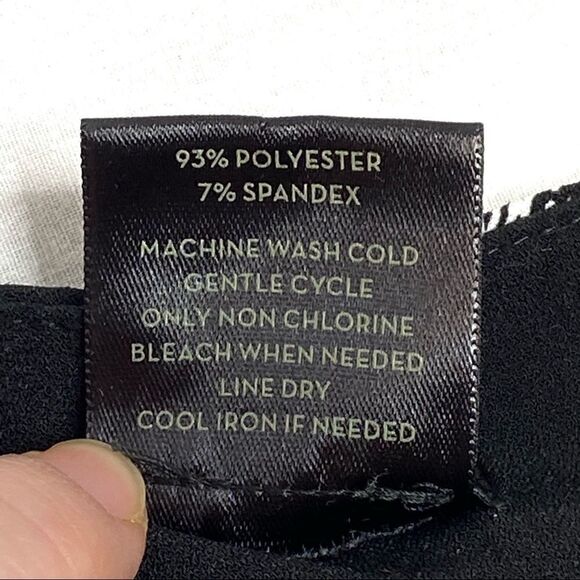 93% POLYESTER
7% SPANDEX
MACHINE WASH COLD
GENTLE CYCLE
ONLY NON CHLORINE
BLEACH WHEN NEEDED
LINE DRY
COOL IRON IF NEEDED